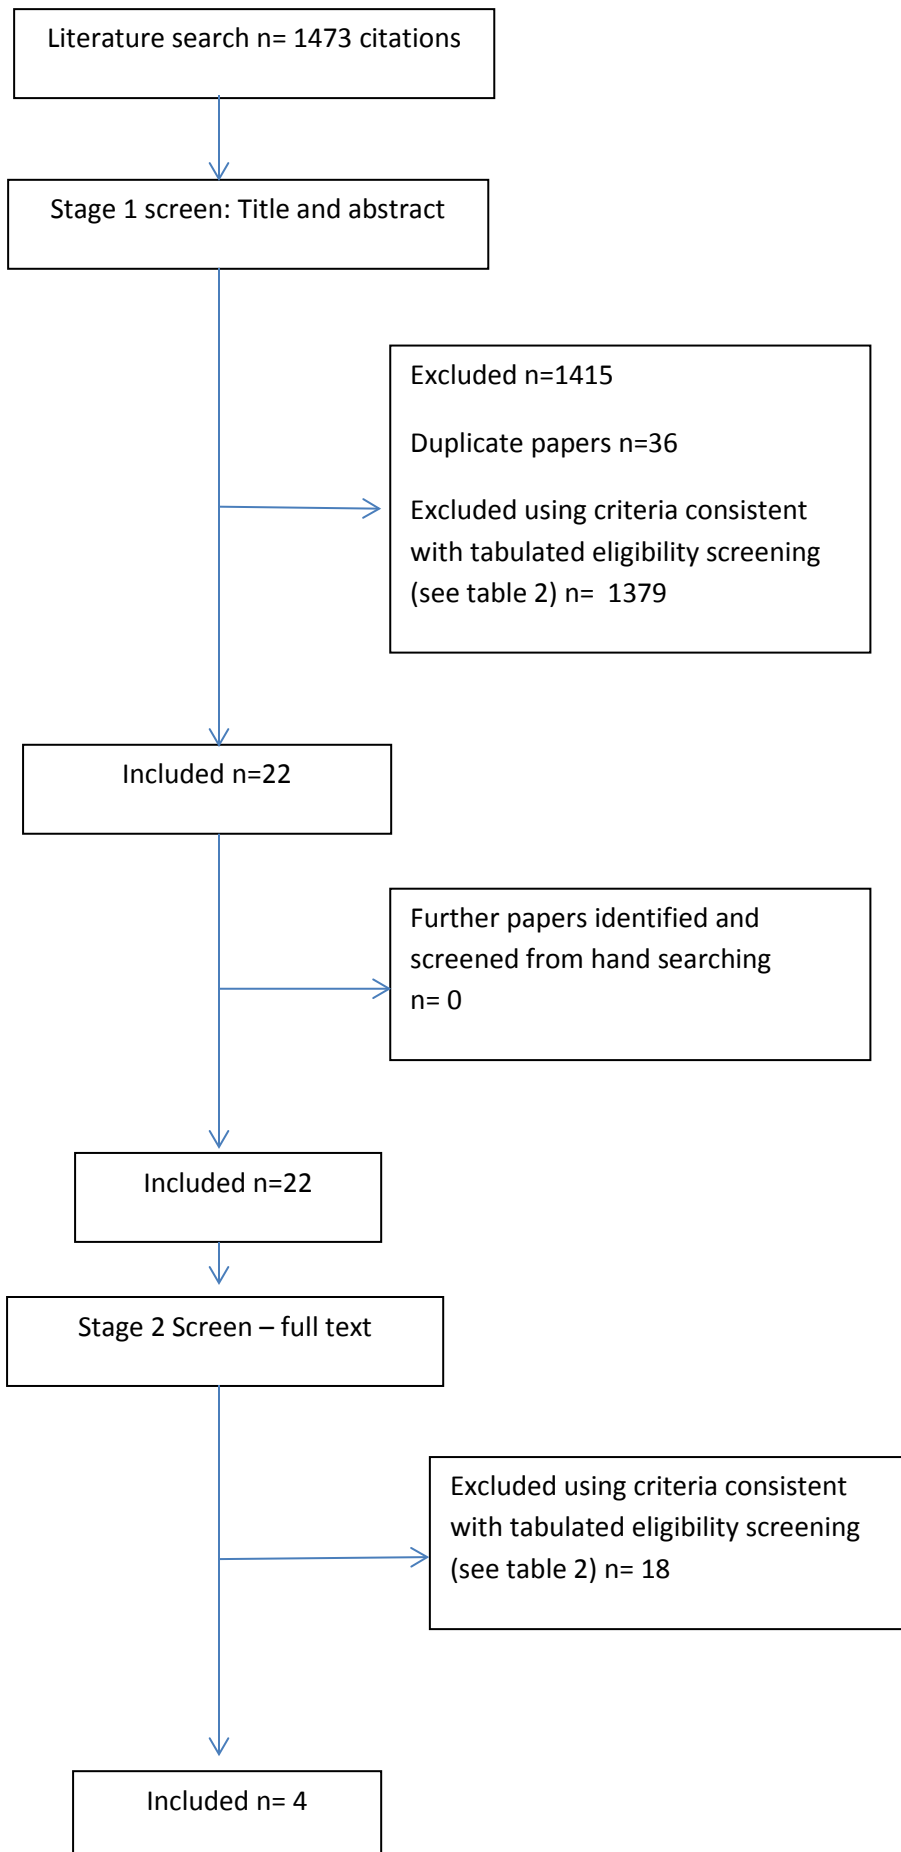 Literature search n= 1473 citations
Stage 1 screen: Title and abstract
Excluded n=1415
Duplicate papers n=36
Excluded using criteria consistent
with tabulated eligibility screening
(see table 2) n=  1379
Included n=22
Further papers identified and
screened from hand searching
n= 0
Included n=22
Stage 2 Screen – full text
Excluded using criteria consistent
with tabulated eligibility screening
(see table 2) n= 18
Included n= 4